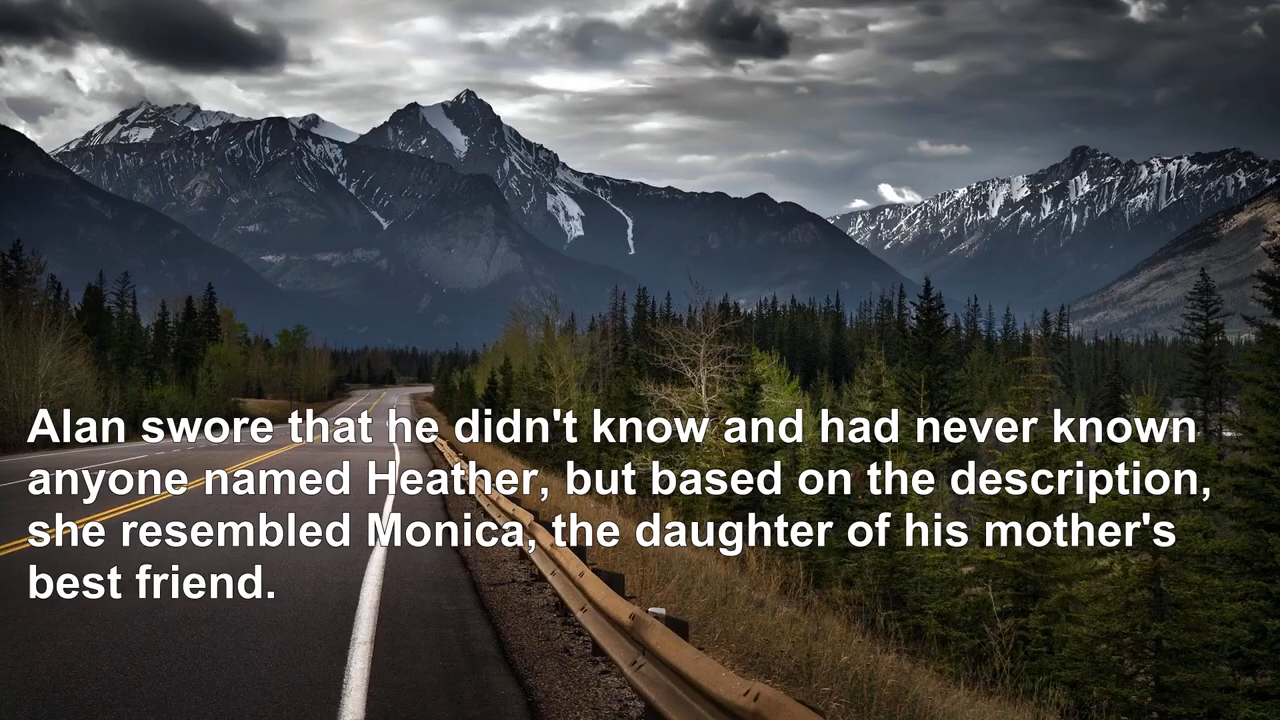 Alan swore that he didn't know and had never known
anyone named Heather, but based on the description,
she resembled Monica, the daughter of his mother's
best friend.